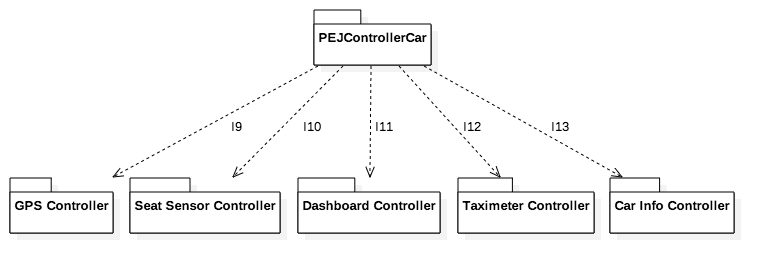 PEJControllerCar
I9
I10
I11
I12
I13
GPS Controller
Seat Sensor Controller
Dashboard Controller
Taximeter Controller
Car Info Controller